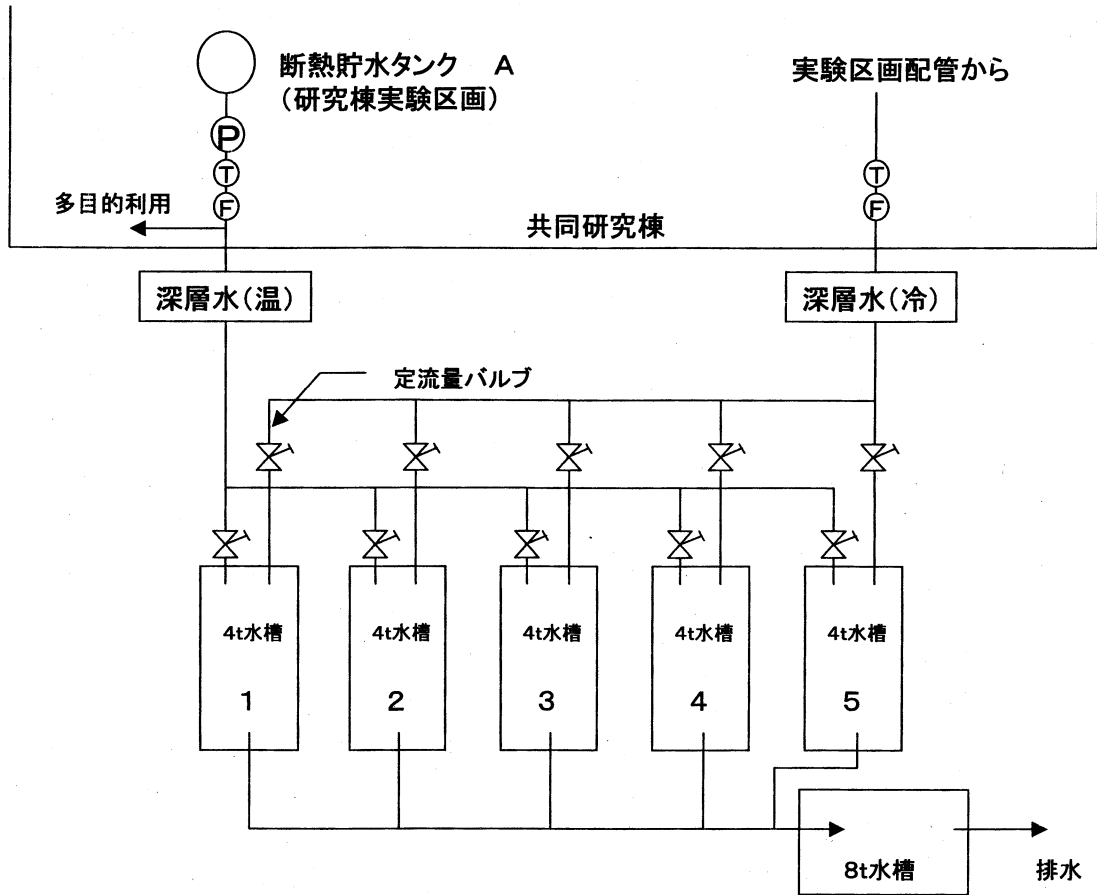 断熱貯水タンク A
(研究棟実験区画)
実験区画配管から
P
T
F
T
F
多目的利用
共同研究棟
深層水(温)
深層水(冷)
定流量バルブ
4t水槽
1
4t水槽
2
4t水槽
3
4t水槽
4
4t水槽
5
8t水槽
排水